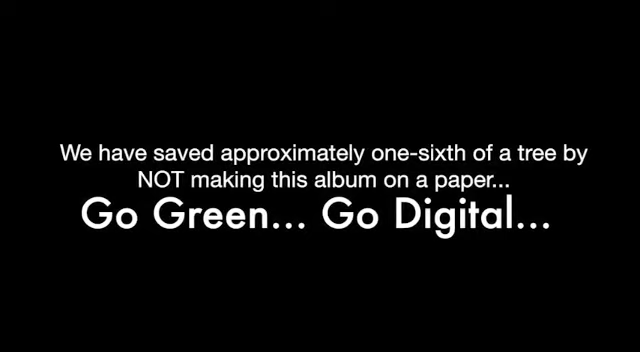 We have saved approximately one-sixth of a tree by
NOT making this album on a paper...
Go Green... Go Digital...